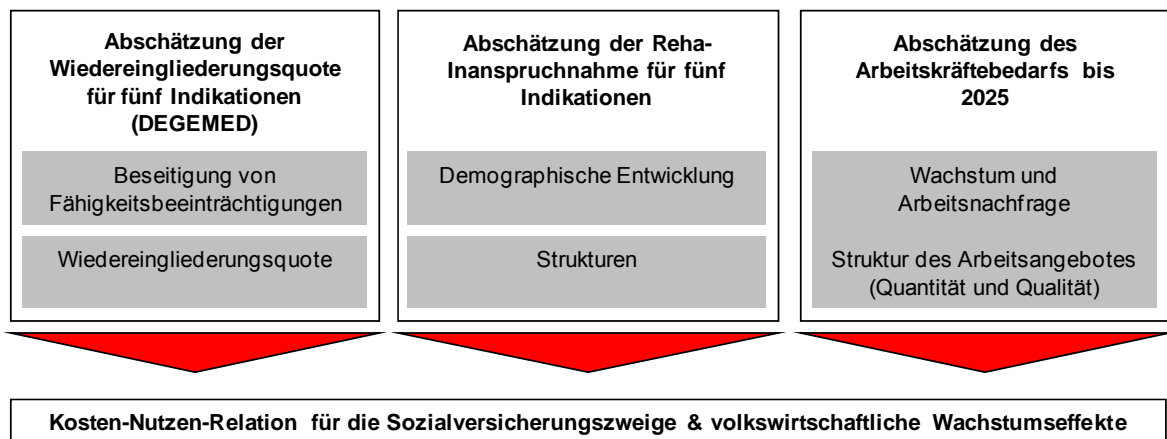 Abschätzung der
Wiedereingliederungsquote
für fünf Indikationen
(DEGEMED)
Beseitigung von
Fähigkeitsbeeinträchtigungen
Wiedereingliederungsquote
Abschätzung der Reha-
Inanspruchnahme für fünf
Indikationen
Demographische Entwicklung
Strukturen
Abschätzung des
Arbeitskräftebedarfs bis
2025
Wachstum und
Arbeitsnachfrage
Struktur des Arbeitsangebotes
(Quantität und Qualität)
Kosten-Nutzen-Relation für die Sozialversicherungszweige & volkswirtschaftliche Wachstumseffekte